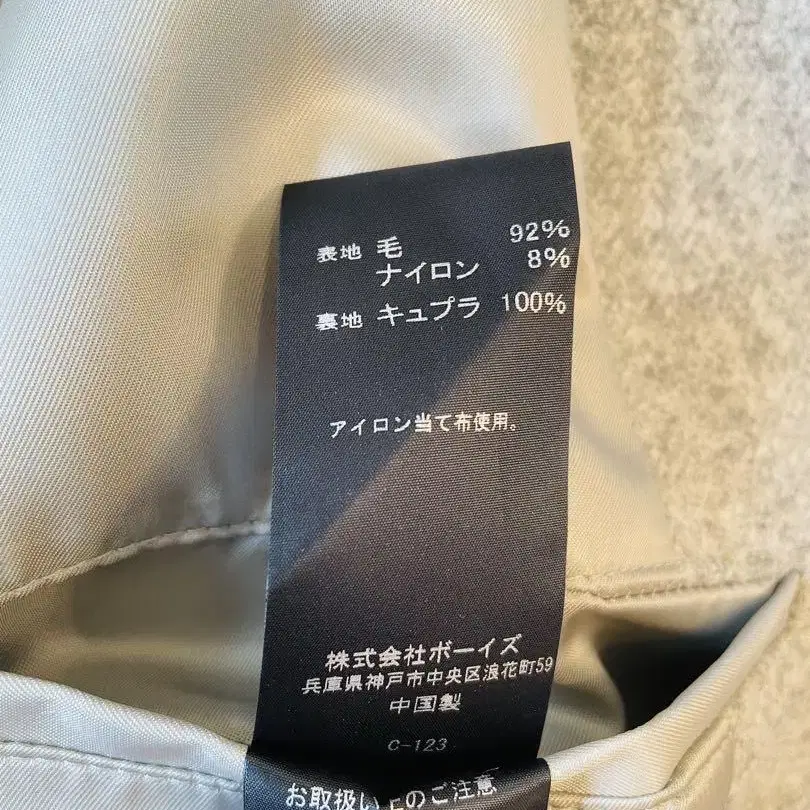 表地 毛 92%
ナイロン 8%
裏地 キュプラ 100%
アイロン当て布使用。
株式会社ボーイズ
兵庫県神戸市中央区浪花町59
中国製
C-123
お取扱い上のご注意